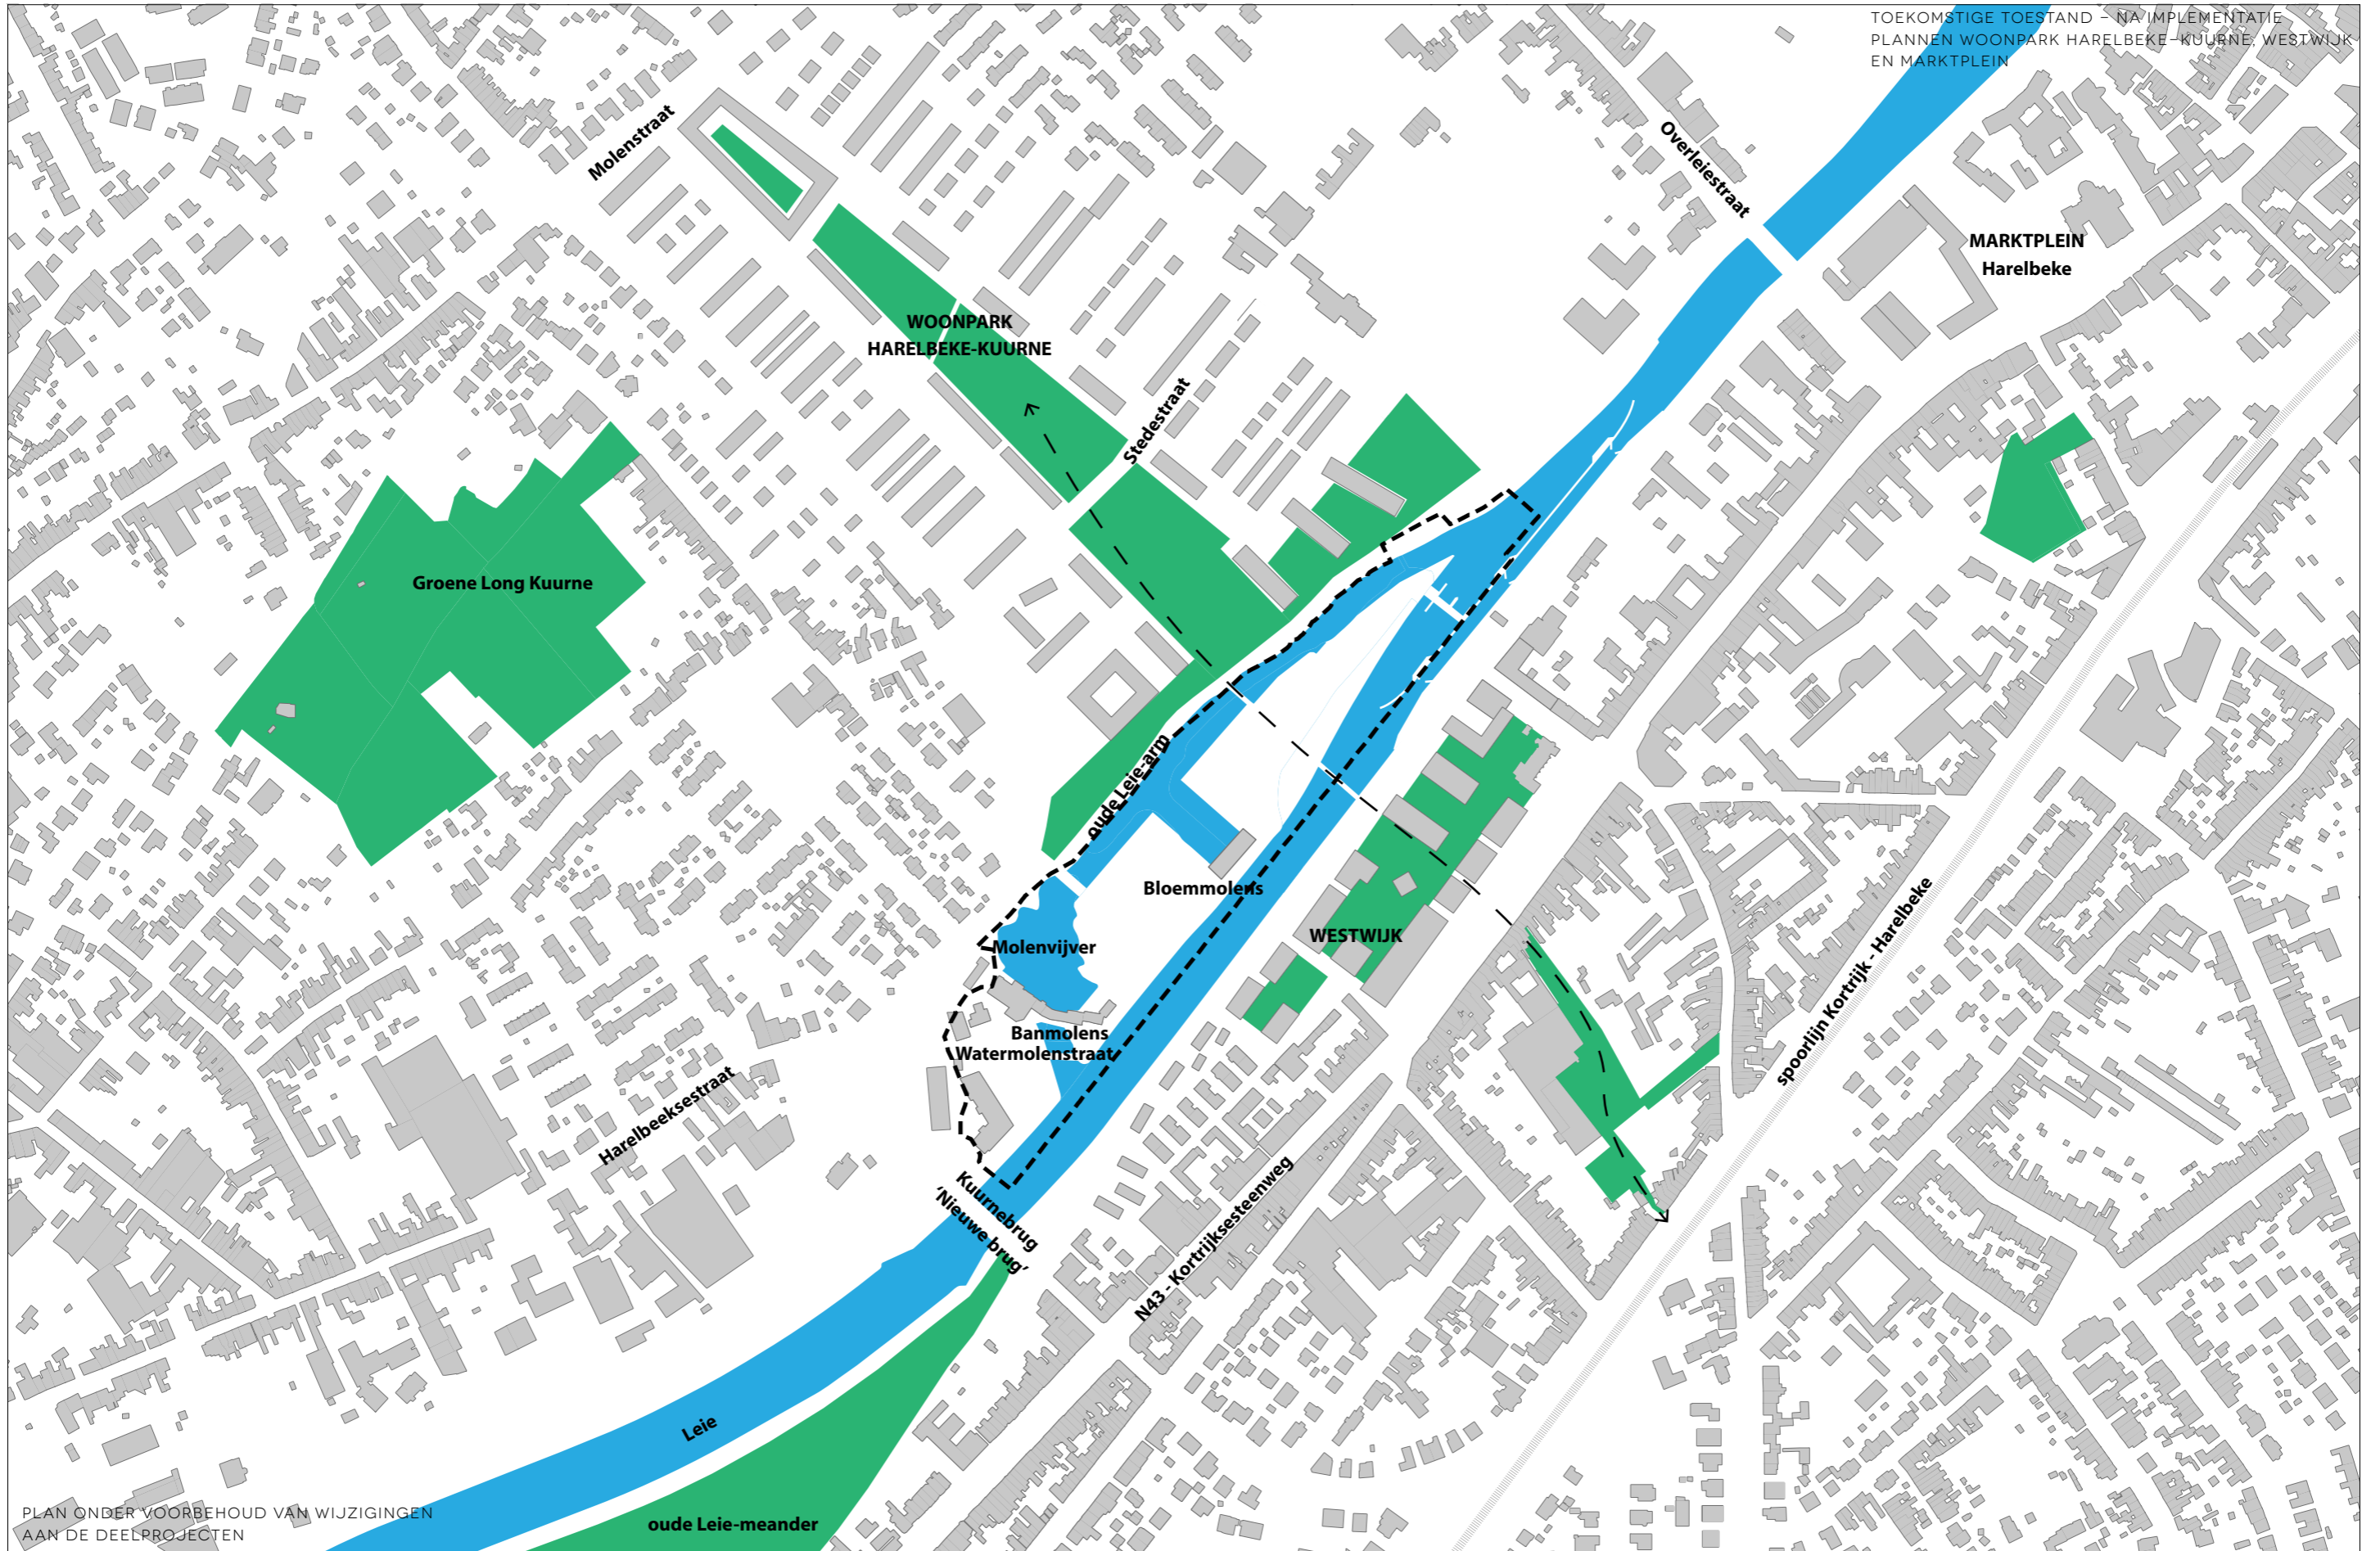 TOEKOMSTIGE TOESTAND – NA IMPLEMENTATIE
PLANNEN WOONPARK HARELBEKE–KUURNE, WESTWIJK
EN MARKTPLEIN
Molenstraat
Overleiestraat
MARKTPLEIN
Harelbeke
WOONPARK
HARELBEKE-KUURNE
Stedestraat
Groene Long Kuurne
oude Leie-arm
Bloemmolens
WESTWIJK
Molenvijver
Banmolens
Watermolenstraat
spoorlijn Kortrijk - Harelbeke
Harelbeeksestraat
Kuurnebrug
‘Nieuwe brug’
N43 - Kortrijksesteenweg
Leie
oude Leie-meander
PLAN ONDER VOORBEHOUD VAN WIJZIGINGEN
AAN DE DEELPROJECTEN